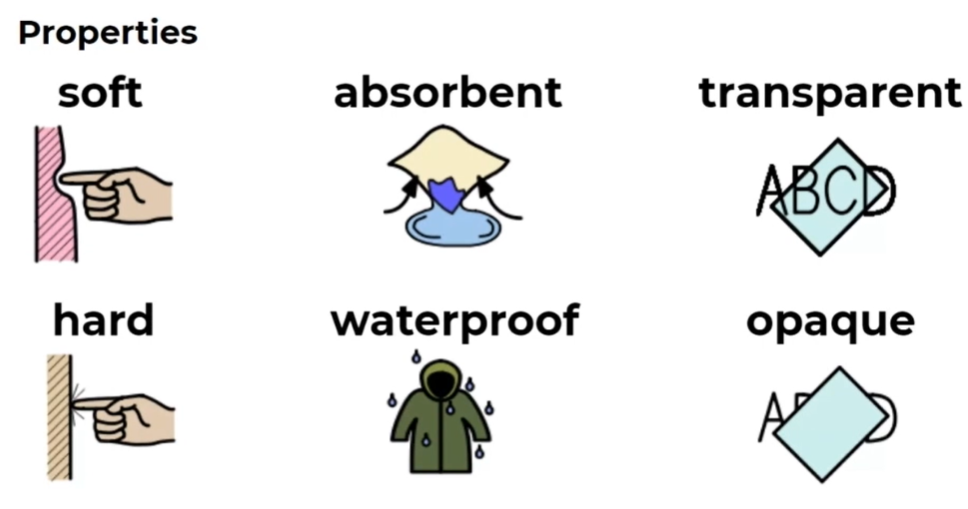 Properties
soft absorbent transparent
ABCD
hard waterproof opaque
A D